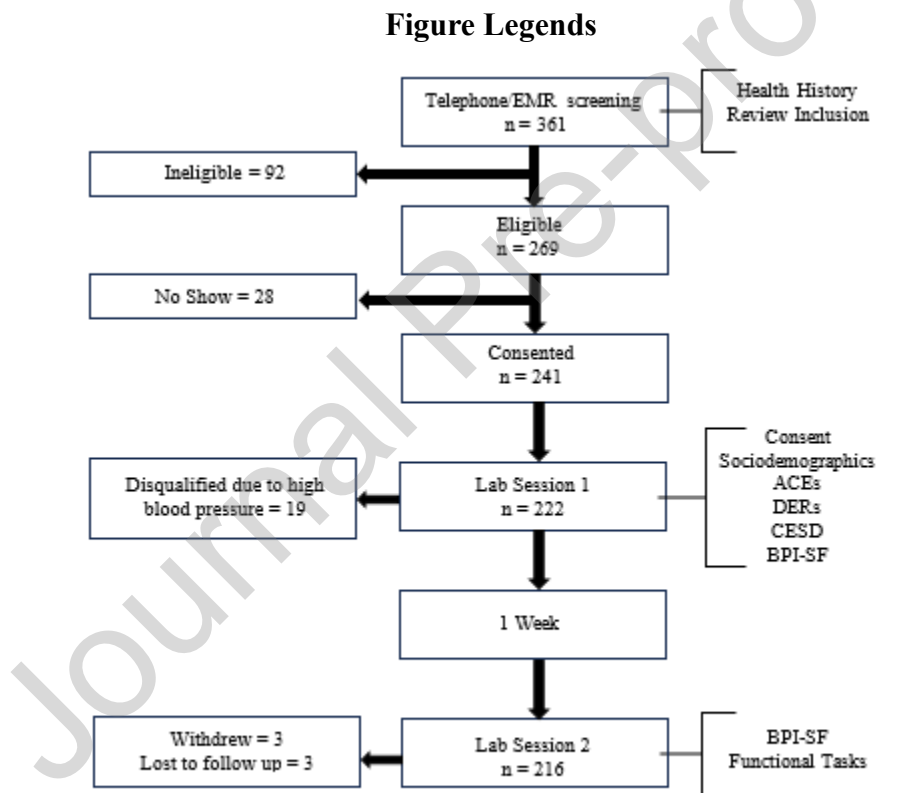 Figure Legends
Telephone/EMR screening
n = 361
Health History
Review Inclusion
Ineligible = 92
Eligible
n = 269
No Show = 28
Consented
n = 241
Disqualified due to high
blood pressure = 19
Lab Session 1
n = 222
Consent
Sociodemographics
ACEs
DERs
CESD
BPI-SF
1 Week
Withdrew = 3
Lost to follow up = 3
Lab Session 2
n = 216
BPI-SF
Functional Tasks
Journal Pre-pro